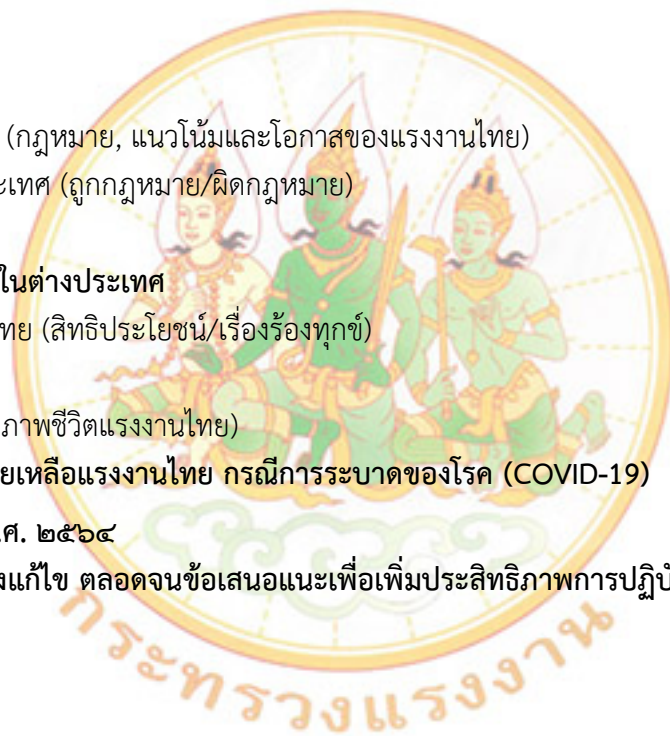 (กฎหมาย, แนวโน้มและโอกาสของแรงงานไทย)
ะเทศ (ถูกกฎหมาย/ผิดกฎหมาย)
ในต่างประเทศ
ทย (สิทธิประโยชน์/เรื่องร้องทุกข์)
ภาพชีวิตแรงงานไทย)
ยเหลือแรงงานไทย กรณีการระบาดของโรค (COVID-19)
.ศ. ๒๕๖๔
งแก้ไข ตลอดจนข้อเสนอแนะเพื่อเพิ่มประสิทธิภาพการปฏิบั
กระทรวงแรงงาน